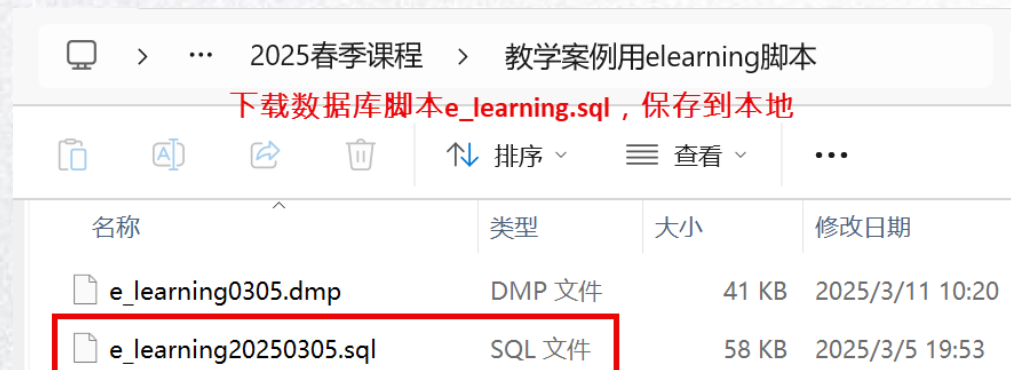 … 2025春季课程 > 教学案例用elearning脚本
下载数据库脚本e_learning.sql，保存到本地
排序 查看
名称 类型 大小 修改日期
e_learning0305.dmp DMP 文件 41 KB 2025/3/11 10:20
e_learning20250305.sql SQL 文件 58 KB 2025/3/5 19:53